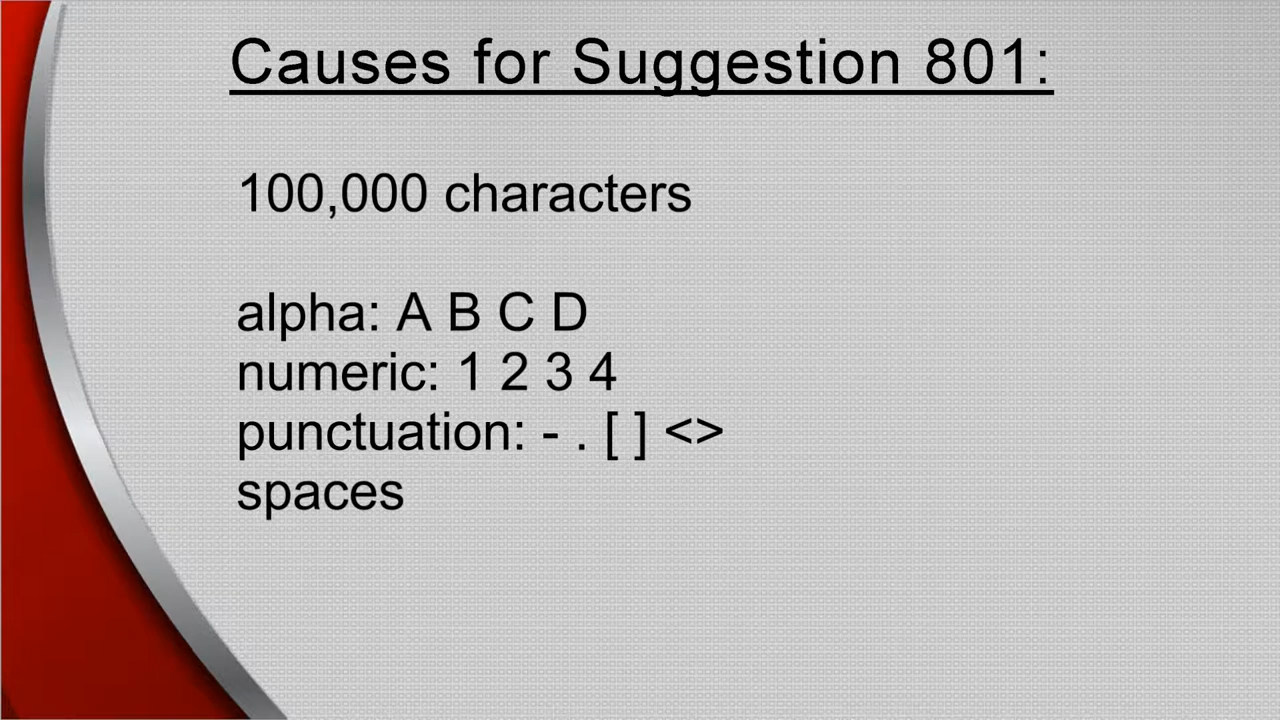 Causes for Suggestion 801:
100,000 characters
alpha: A B C D
numeric: 1 2 3 4
punctuation: - . [ ] <>
spaces